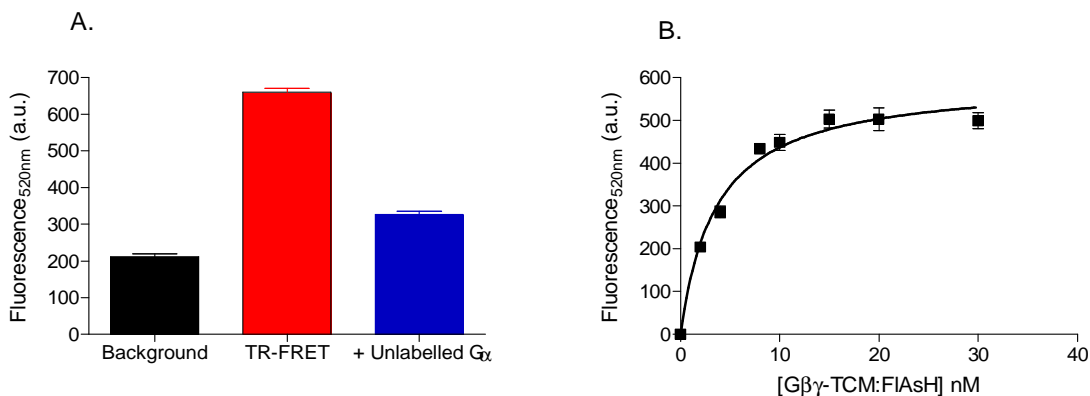 A.
Fluorescence520nm (a.u.)
700
600
500
400
300
200
100
0
Background TR-FRET + Unlabelled Gα
B.
Fluorescence520nm (a.u.)
600
500
400
300
200
100
0
0 10 20 30 40
[Gβγ-TCM:FlAsH] nM